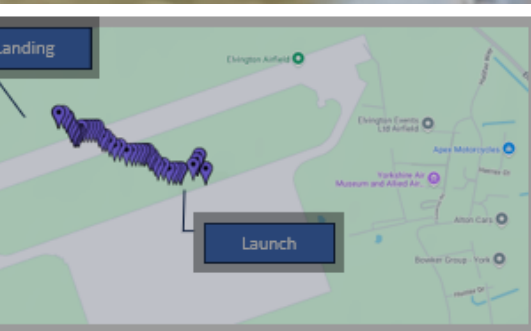 Landing
Elvington Airfield
Elvington Events
Ltd Airfield
Apex Motorcycles
Yorkshire Air
Museum and Allied Air...
Launch
Alton Cars
Bowker Group - York